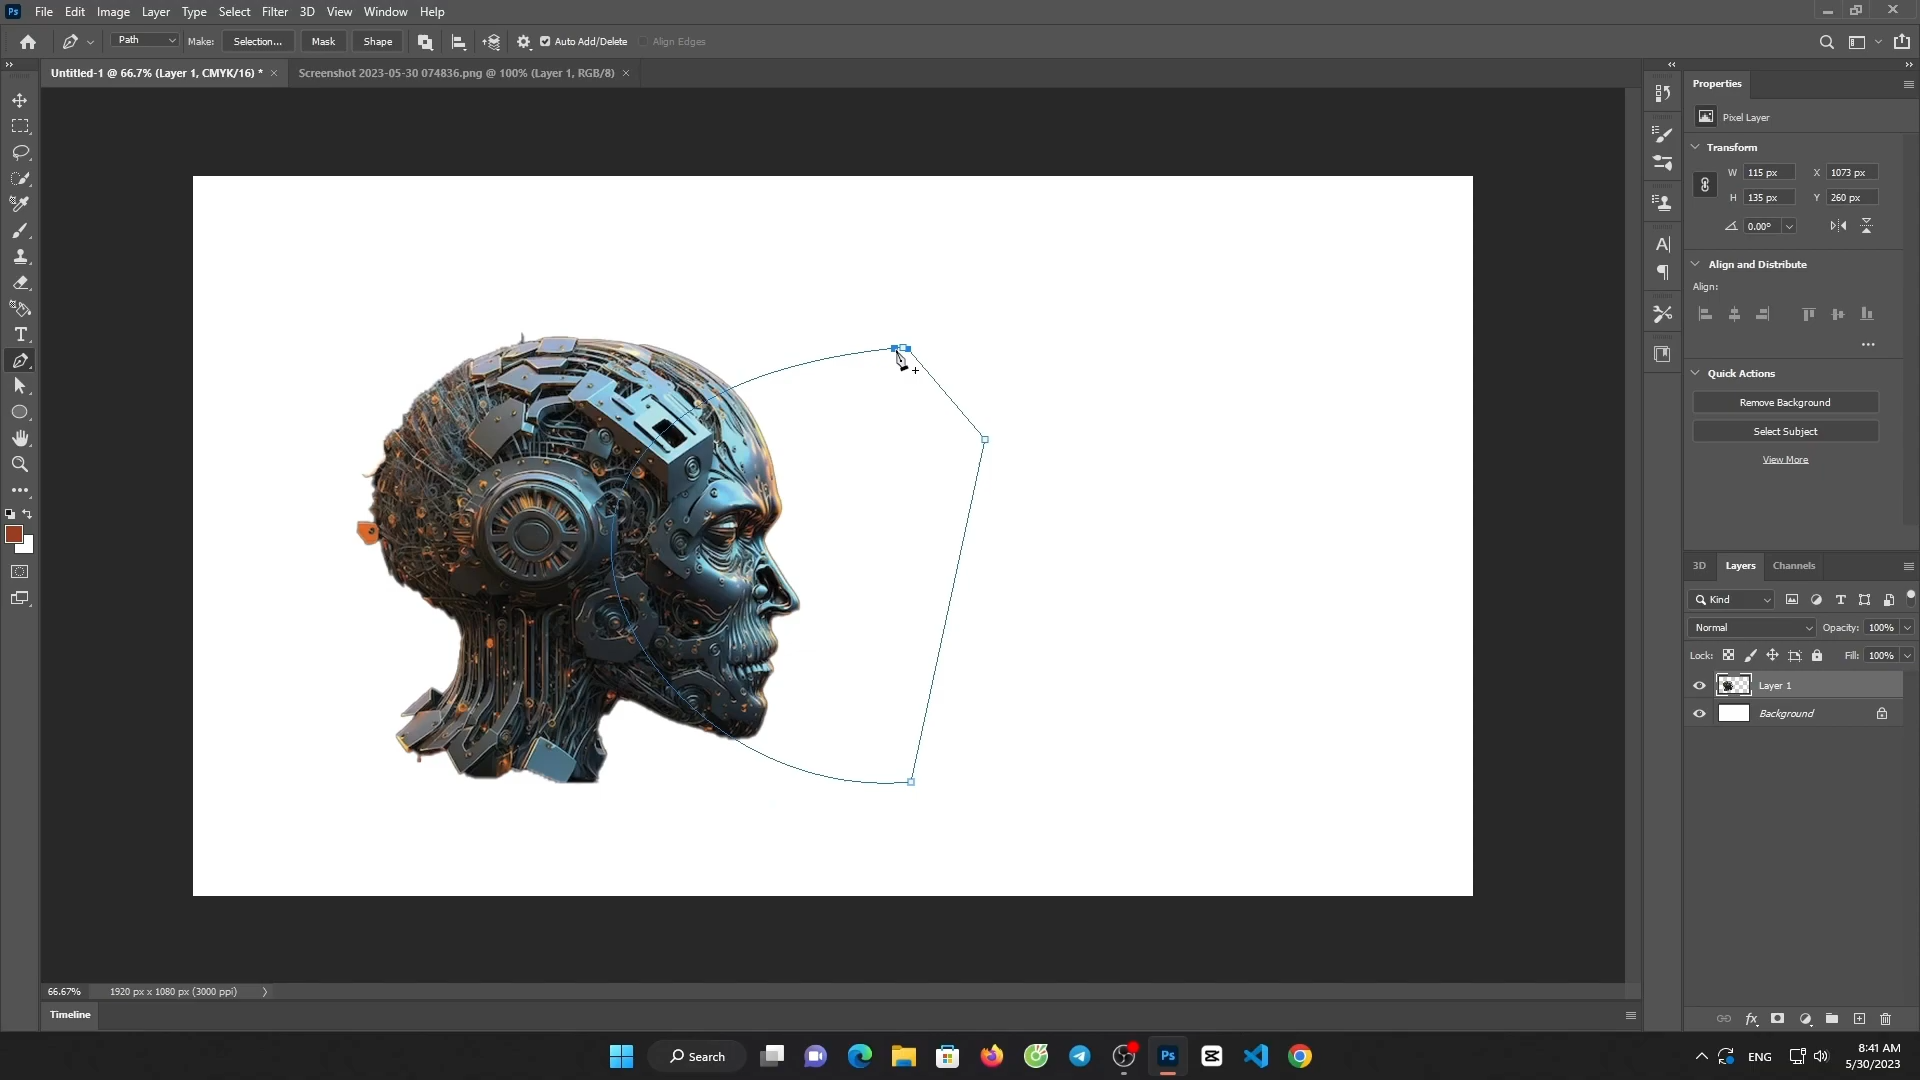 Ps File Edit Image Layer Type Select Filter 3D View Window Help
Path Make: Selection... Mask Shape Auto Add/Delete Align Edges
Untitled-1 @ 66.7% (Layer 1, CMYK/16) * × Screenshot 2023-05-30 074836.png @ 100% (Layer 1, RGB/8) ×
Properties
Pixel Layer
Transform
W 115 px X 1073 px
H 135 px Y 260 px
0.00°
Align and Distribute
Align:
Quick Actions
Remove Background
Select Subject
View More
3D Layers Channels
Kind
Normal Opacity: 100%
Lock: Fill: 100%
Layer 1
Background
66.67% 1920 px x 1080 px (3000 ppi)
Timeline
Search
Ps
ENG
8:41 AM
5/30/2023